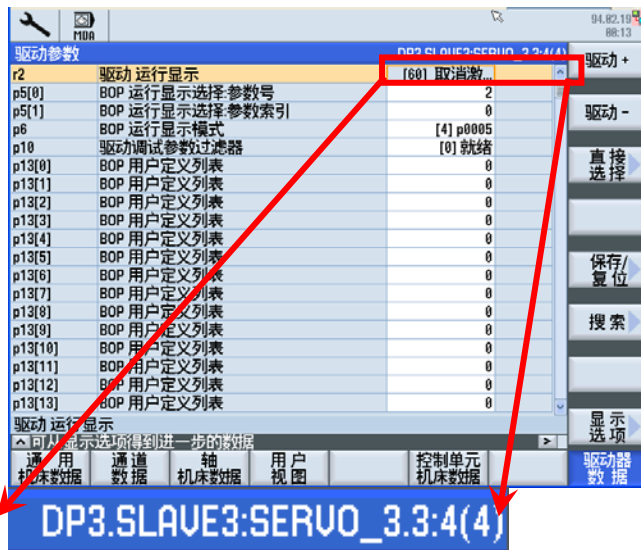 MDA
94.82.19
08:13
驱动参数 DP3.SLAVE3:SERVO_3.3:4(4)
r2 驱动 运行显示 [60] 取消激...
p5[0] BOP 运行显示选择:参数号 2
p5[1] BOP 运行显示选择:参数索引 0
p6 BOP 运行显示模式 [4] p0005
p10 驱动调试参数过滤器 [0] 就绪
p13[0] BOP 用户定义列表 0
p13[1] BOP 用户定义列表 0
p13[2] BOP 用户定义列表 0
p13[3] BOP 用户定义列表 0
p13[4] BOP 用户定义列表 0
p13[5] BOP 用户定义列表 0
p13[6] BOP 用户定义列表 0
p13[7] BOP 用户定义列表 0
p13[8] BOP 用户定义列表 0
p13[9] BOP 用户定义列表 0
p13[10] BOP 用户定义列表 0
p13[11] BOP 用户定义列表 0
p13[12] BOP 用户定义列表 0
p13[13] BOP 用户定义列表 0
驱动 运行显示
可从显示选项得到进一步的数据
驱动 +
驱动 -
直接
选择
保存/
复位
搜索
显示
选项
驱动器
数据
通用
机床数据
通道
数据
轴
机床数据
用户
视图
控制单元
机床数据
DP3.SLAVE3:SERVO_3.3:4(4)